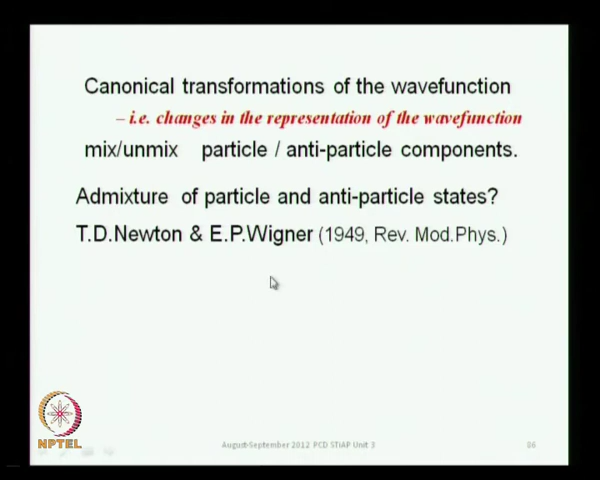 Canonical transformations of the wavefunction
– i.e. changes in the representation of the wavefunction
mix/unmix particle / anti-particle components.
Admixture of particle and anti-particle states?
T.D.Newton & E.P.Wigner (1949, Rev. Mod.Phys.)
NPTEL
August-September 2012 PCD STIAP Unit 3
06